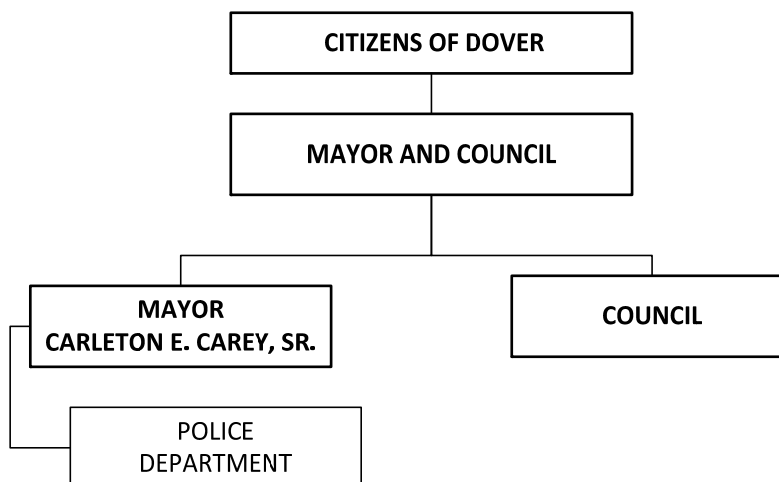 CITIZENS OF DOVER
MAYOR AND COUNCIL
MAYOR
CARLETON E. CAREY, SR.
COUNCIL
POLICE
DEPARTMENT